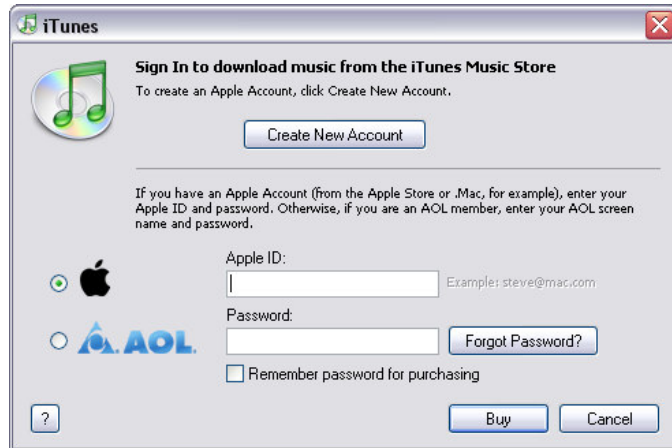 iTunes
Sign In to download music from the iTunes Music Store
To create an Apple Account, click Create New Account.
Create New Account
If you have an Apple Account (from the Apple Store or .Mac, for example), enter your
Apple ID and password. Otherwise, if you are an AOL member, enter your AOL screen
name and password.
Apple ID:
Example: steve@mac.com
Password:
AOL.
Forgot Password?
Remember password for purchasing
?
Buy
Cancel